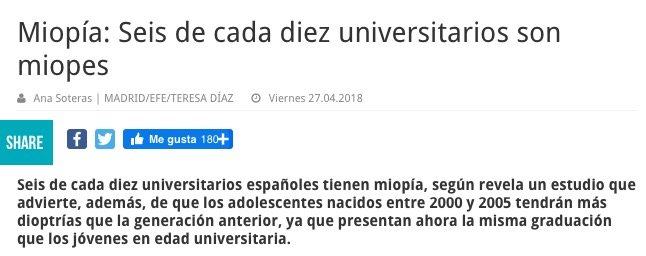 Miopía: Seis de cada diez universitarios son
miopes
Ana Soteras | MADRID/EFE/TERESA DÍAZ Viernes 27.04.2018
SHARE
Me gusta 180
Seis de cada diez universitarios españoles tienen miopía, según revela un estudio que
advierte, además, de que los adolescentes nacidos entre 2000 y 2005 tendrán más
dioptrías que la generación anterior, ya que presentan ahora la misma graduación
que los jóvenes en edad universitaria.